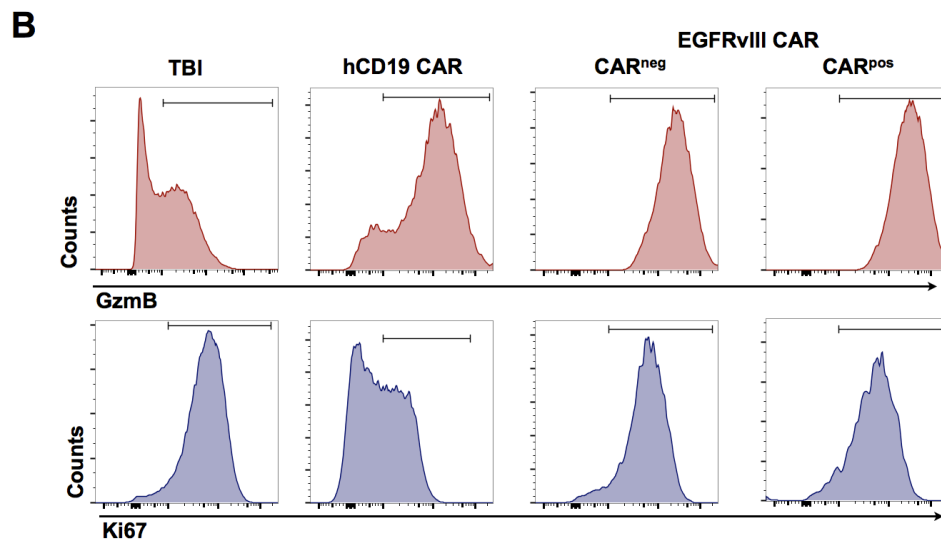 B
EGFRvIII CAR
TBI
hCD19 CAR
CARneg
CARpos
Counts
GzmB
Counts
Ki67